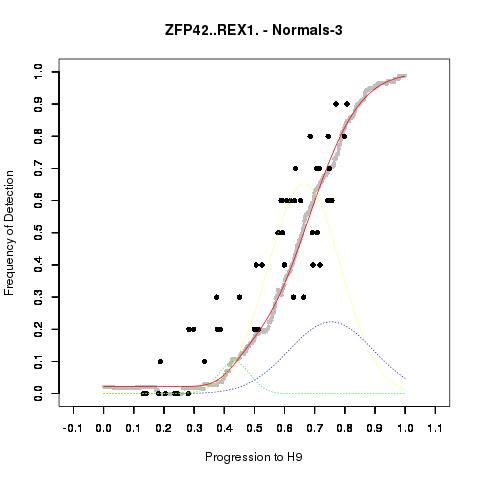 ZFP42..REX1. - Normals-3
Frequency of Detection
1.0
0.9
0.8
0.7
0.6
0.5
0.4
0.3
0.2
0.1
0.0
-0.1 0.0 0.1 0.2 0.3 0.4 0.5 0.6 0.7 0.8 0.9 1.0 1.1
Progression to H9